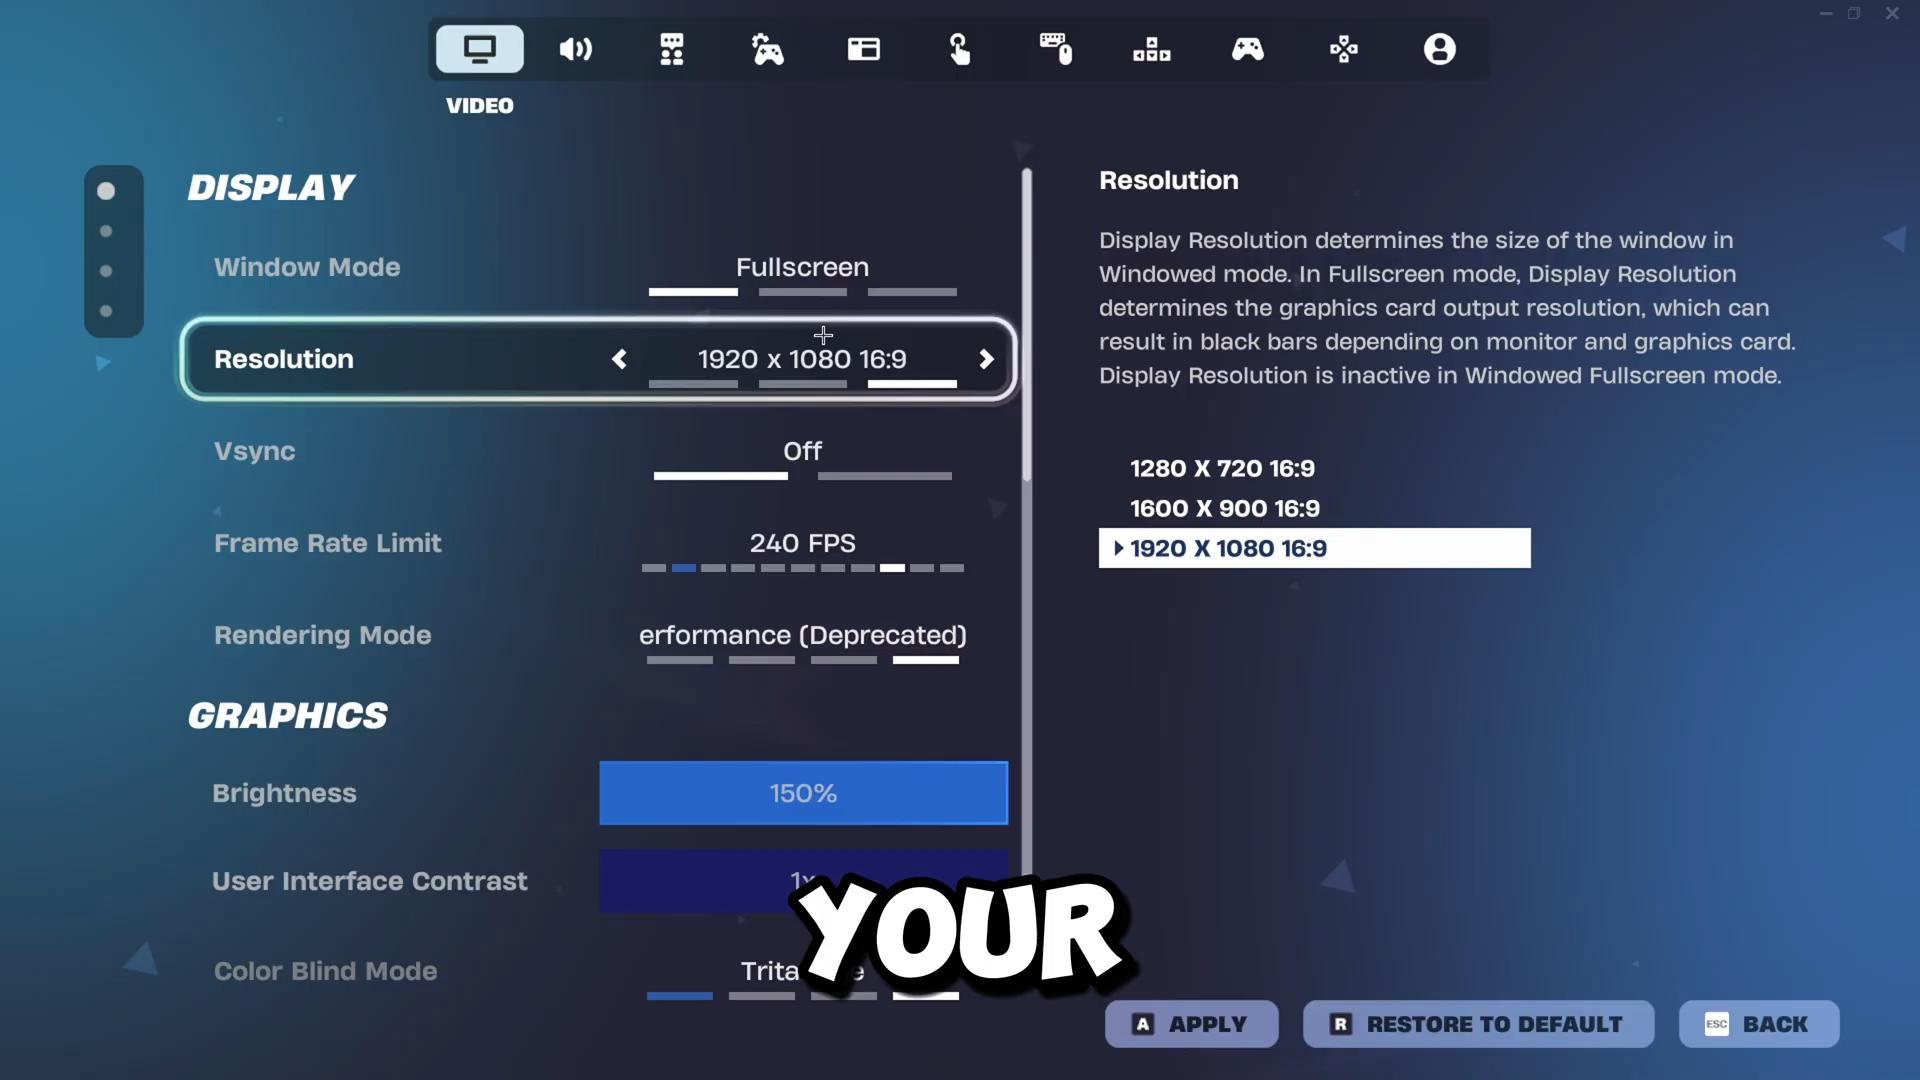 VIDEO
DISPLAY
Window Mode
Fullscreen
Resolution
1920 x 1080 16:9
Vsync
Off
Frame Rate Limit
240 FPS
Rendering Mode
erformance (Deprecated)
GRAPHICS
Brightness
150%
User Interface Contrast
1x
Color Blind Mode
Trita
YOUR
Resolution
Display Resolution determines the size of the window in
Windowed mode. In Fullscreen mode, Display Resolution
determines the graphics card output resolution, which can
result in black bars depending on monitor and graphics card.
Display Resolution is inactive in Windowed Fullscreen mode.
1280 X 720 16:9
1600 X 900 16:9
1920 X 1080 16:9
A APPLY
R RESTORE TO DEFAULT
ESC BACK